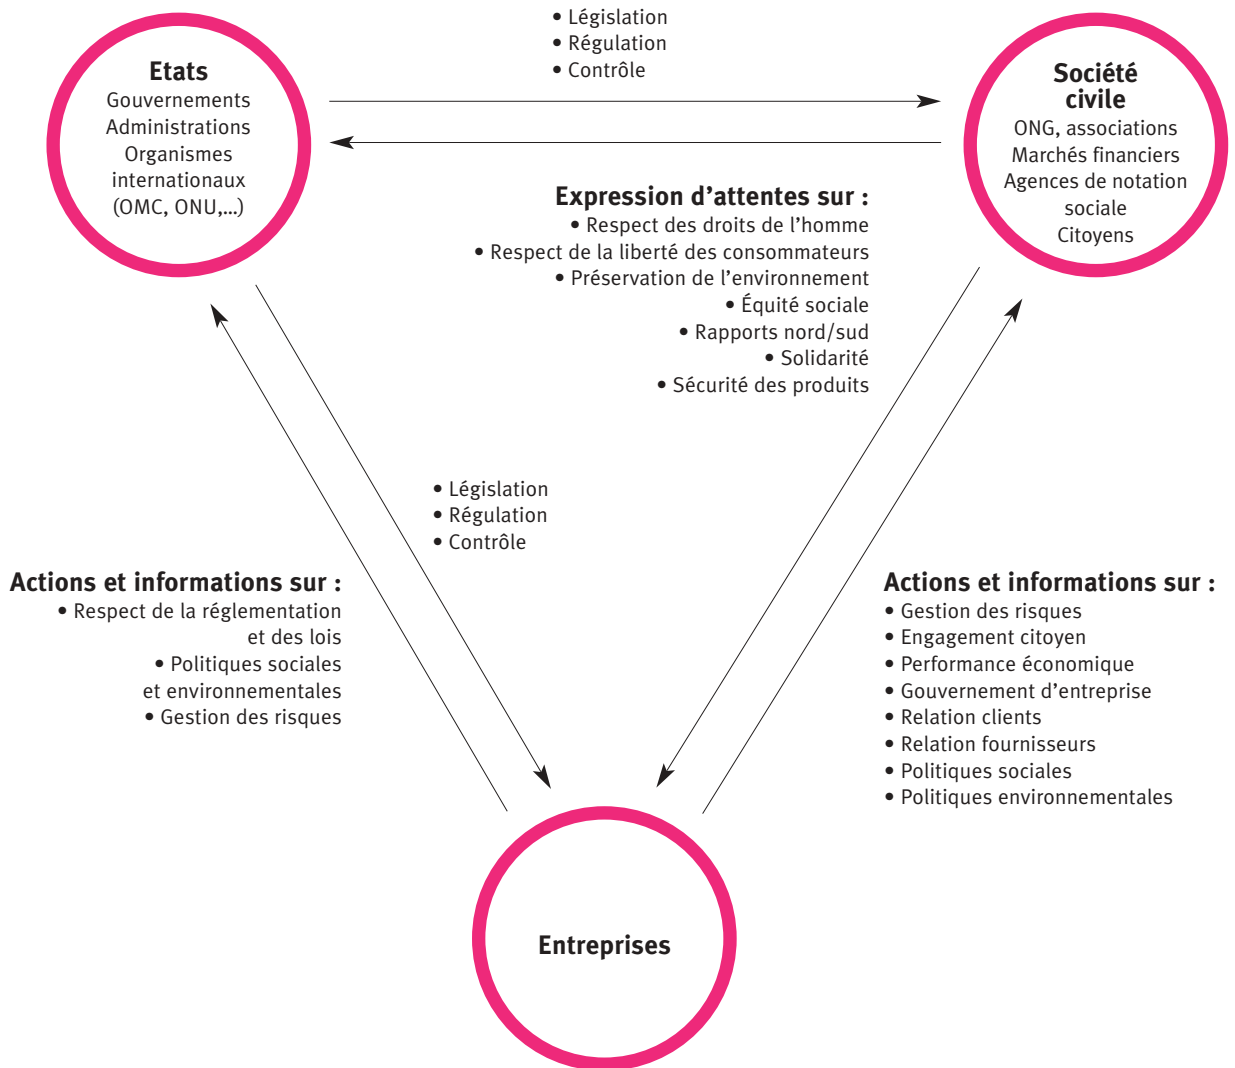 • Législation
• Régulation
• Contrôle
Etats
Gouvernements
Administrations
Organismes
internationaux
(OMC, ONU,...)
Société
civile
ONG, associations
Marchés financiers
Agences de notation
sociale
Citoyens
Expression d'attentes sur :
• Respect des droits de l'homme
• Respect de la liberté des consommateurs
• Préservation de l'environnement
• Équité sociale
• Rapports nord/sud
• Solidarité
• Sécurité des produits
• Législation
• Régulation
• Contrôle
Actions et informations sur :
• Respect de la réglementation
et des lois
• Politiques sociales
et environnementales
• Gestion des risques
Actions et informations sur :
• Gestion des risques
• Engagement citoyen
• Performance économique
• Gouvernement d'entreprise
• Relation clients
• Relation fournisseurs
• Politiques sociales
• Politiques environnementales
Entreprises